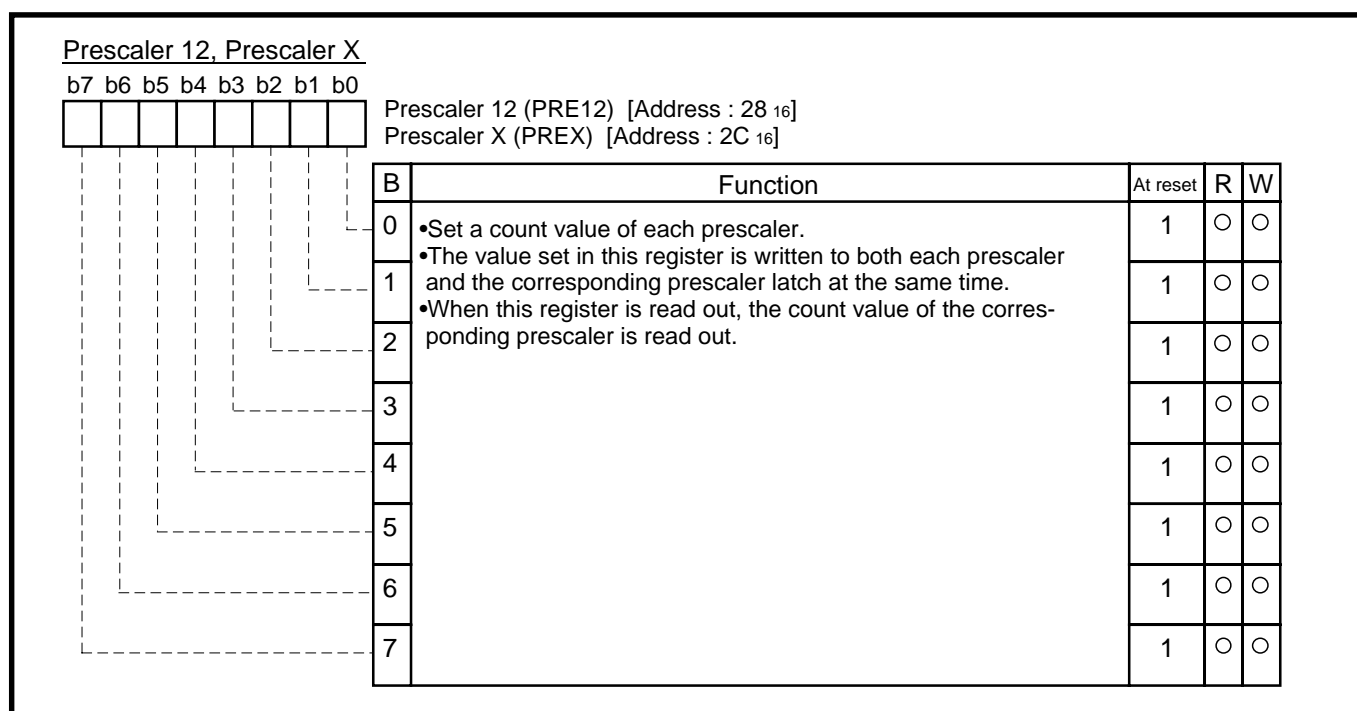 Prescaler 12, Prescaler X
b7 b6 b5 b4 b3 b2 b1 b0
Prescaler 12 (PRE12) [Address : 28 16]
Prescaler X (PREX) [Address : 2C 16]
B Function At reset R W
0 •Set a count value of each prescaler. 1 ○ ○
•The value set in this register is written to both each prescaler
1 and the corresponding prescaler latch at the same time. 1 ○ ○
•When this register is read out, the count value of the corres-
2 ponding prescaler is read out. 1 ○ ○
3 1 ○ ○
4 1 ○ ○
5 1 ○ ○
6 1 ○ ○
7 1 ○ ○